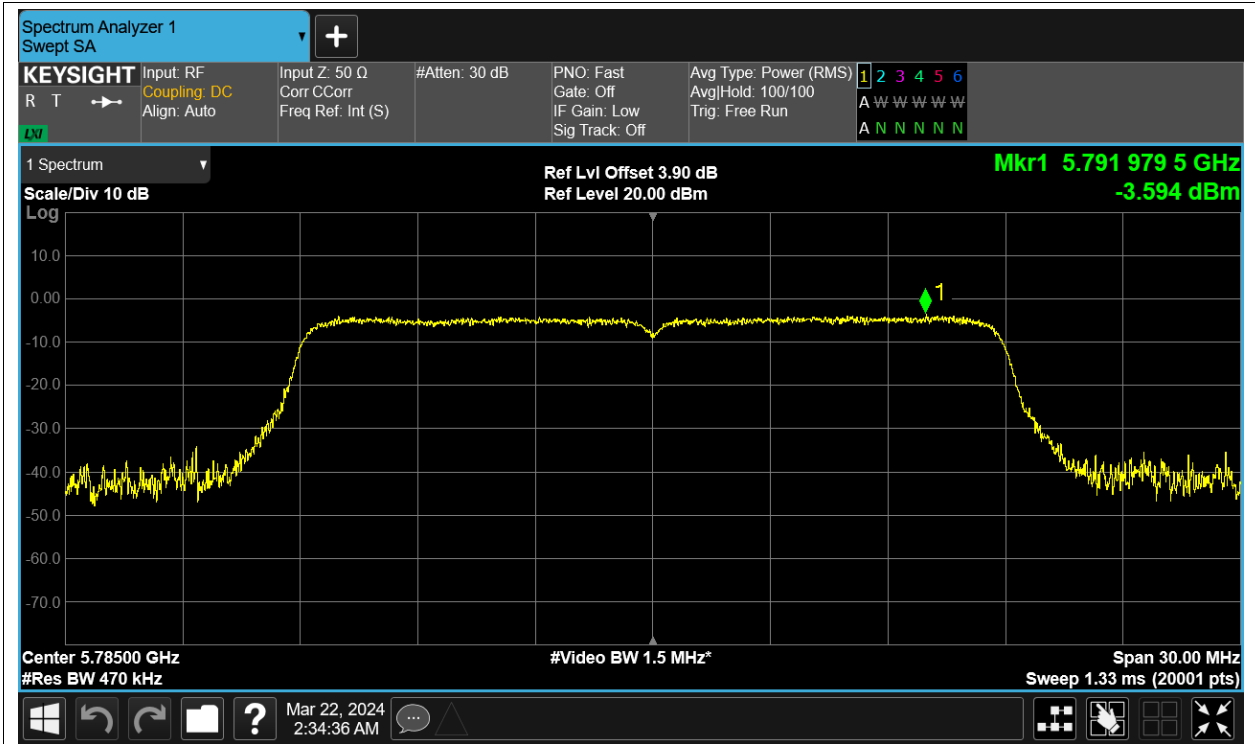 Spectrum Analyzer 1
Swept SA
KEYSIGHT
R T
LXI
Input: RF
Coupling: DC
Align: Auto
Input Z: 50 Ω
Corr CCorr
Freq Ref: Int (S)
#Atten: 30 dB
PNO: Fast
Gate: Off
IF Gain: Low
Sig Track: Off
Avg Type: Power (RMS)
Avg|Hold: 100/100
Trig: Free Run
1 2 3 4 5 6
A W W W W W
A N N N N N
1 Spectrum
Scale/Div 10 dB
Log
Ref Lvl Offset 3.90 dB
Ref Level 20.00 dBm
Mkr1 5.791 979 5 GHz
-3.594 dBm
1
10.0
0.00
-10.0
-20.0
-30.0
-40.0
-50.0
-60.0
-70.0
Center 5.78500 GHz
#Res BW 470 kHz
#Video BW 1.5 MHz*
Span 30.00 MHz
Sweep 1.33 ms (20001 pts)
?
Mar 22, 2024
2:34:36 AM